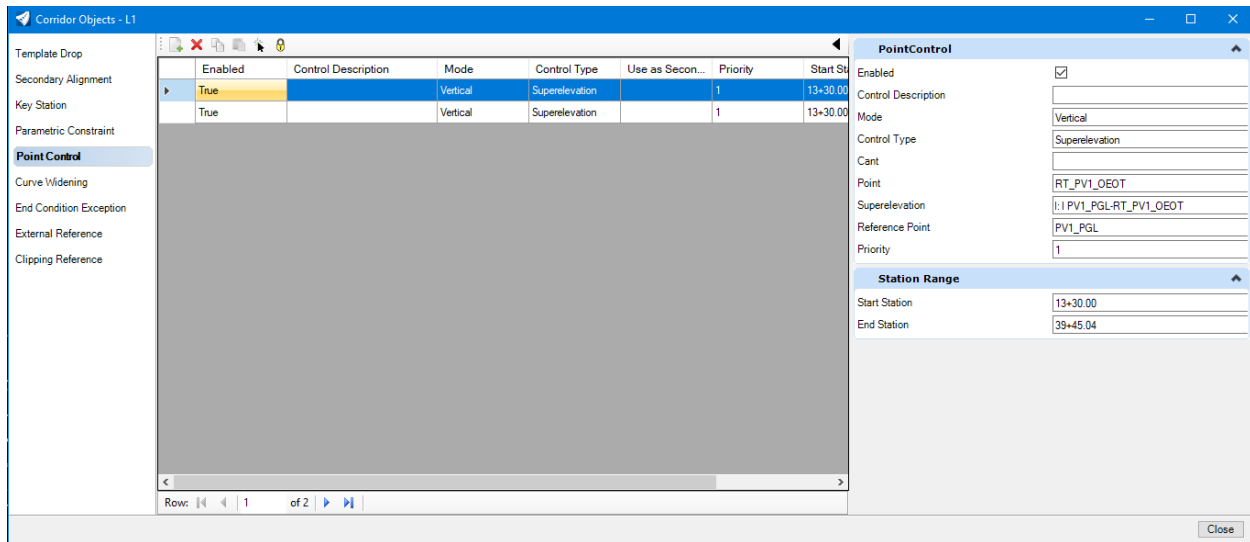 Corridor Objects - L1
Template Drop
Secondary Alignment
Key Station
Parametric Constraint
Point Control
Curve Widening
End Condition Exception
External Reference
Clipping Reference
Enabled Control Description Mode Control Type Use as Secon... Priority Start Sta
True Vertical Superelevation 1 13+30.00
True Vertical Superelevation 1 13+30.00
Row: 1 of 2
PointControl
Enabled
Control Description
Mode Vertical
Control Type Superelevation
Cant
Point RT_PV1_OEOT
Superelevation I: I PV1_PGL-RT_PV1_OEOT
Reference Point PV1_PGL
Priority 1
Station Range
Start Station 13+30.00
End Station 39+45.04
Close